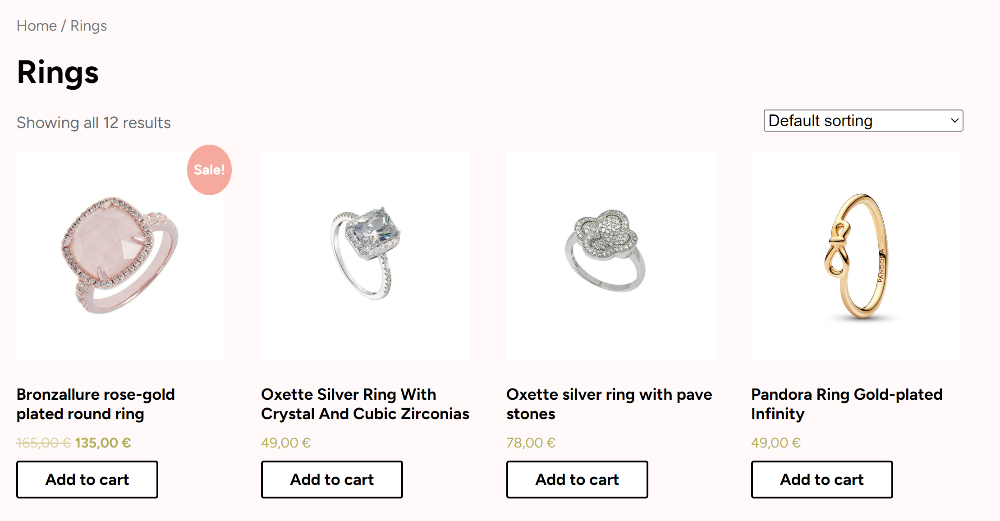 Home / Rings
Rings
Showing all 12 results
Default sorting
Sale!
PANDORA
Bronzallure rose-gold
plated round ring
165,00 € 135,00 €
Add to cart
Oxette Silver Ring With
Crystal And Cubic Zirconias
49,00 €
Add to cart
Oxette silver ring with pave
stones
78,00 €
Add to cart
Pandora Ring Gold-plated
Infinity
49,00 €
Add to cart